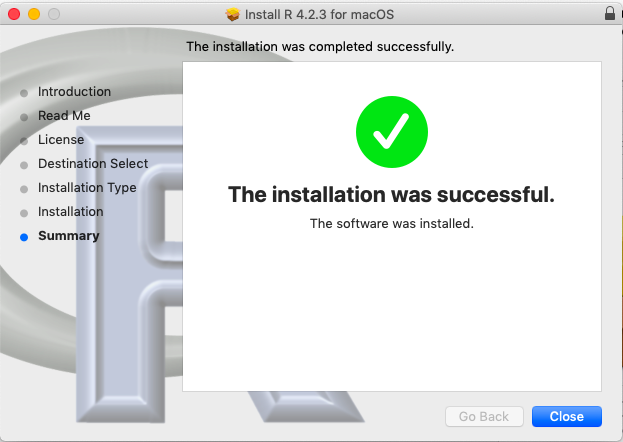 Install R 4.2.3 for macOS
The installation was completed successfully.
Introduction
Read Me
License
Destination Select
Installation Type
Installation
Summary
The installation was successful.
The software was installed.
Go Back
Close